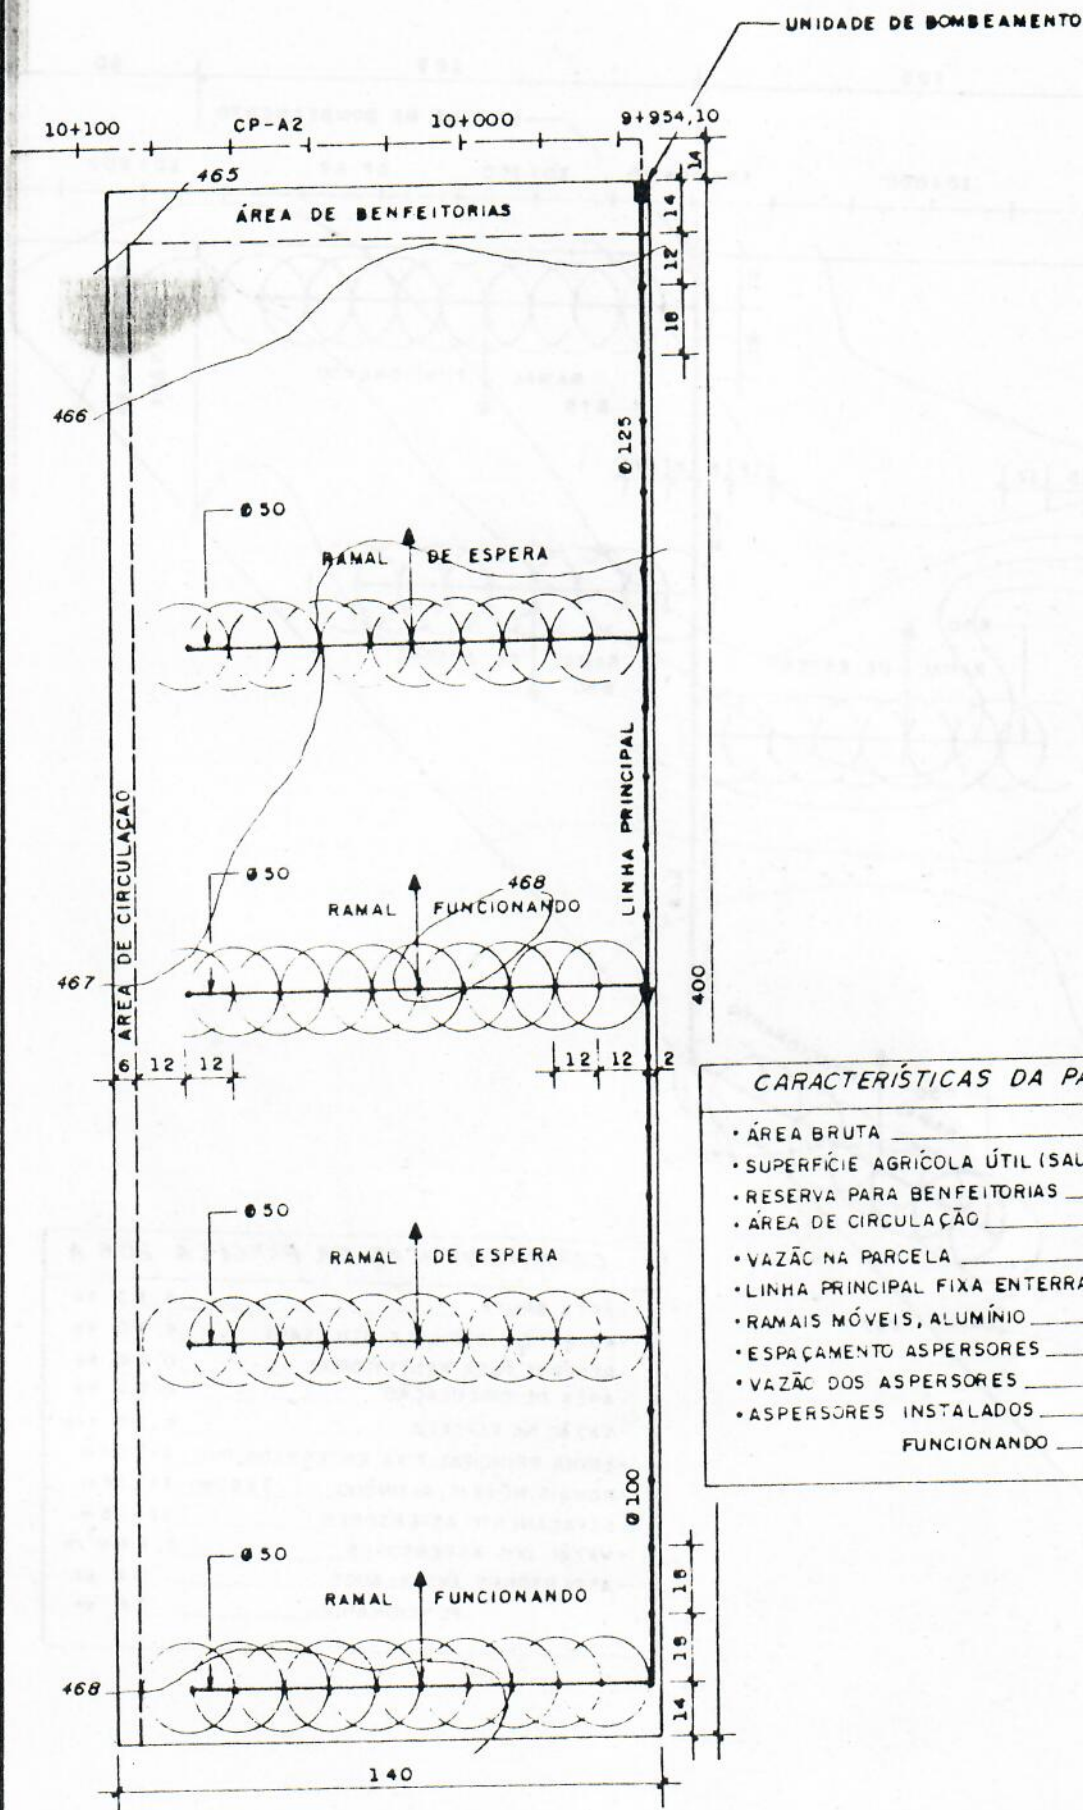 UNIDADE DE BOMBEAMENTO
10+100 CP-A2 10+000 9+954,10
14
465
ÁREA DE BENFEITORIAS
14
12
18
466
Ø 125
Ø 50
RAMAL DE ESPERA
LINHA PRINCIPAL
ÁREA DE CIRCULAÇÃO
Ø 50
468
RAMAL FUNCIONANDO
467
400
6 12 12 12 12 2
CARACTERÍSTICAS DA PA
• ÁREA BRUTA
• SUPERFÍCIE AGRÍCOLA ÚTIL (SAU
• RESERVA PARA BENFEITORIAS
• ÁREA DE CIRCULAÇÃO
• VAZÃO NA PARCELA
• LINHA PRINCIPAL FIXA ENTERRA
• RAMAIS MÓVEIS, ALUMÍNIO
• ESPAÇAMENTO ASPERSORES
• VAZÃO DOS ASPERSORES
• ASPERSORES INSTALADOS
FUNCIONANDO
Ø 50
RAMAL DE ESPERA
Ø 100
Ø 50
RAMAL FUNCIONANDO
18
18
14
468
140